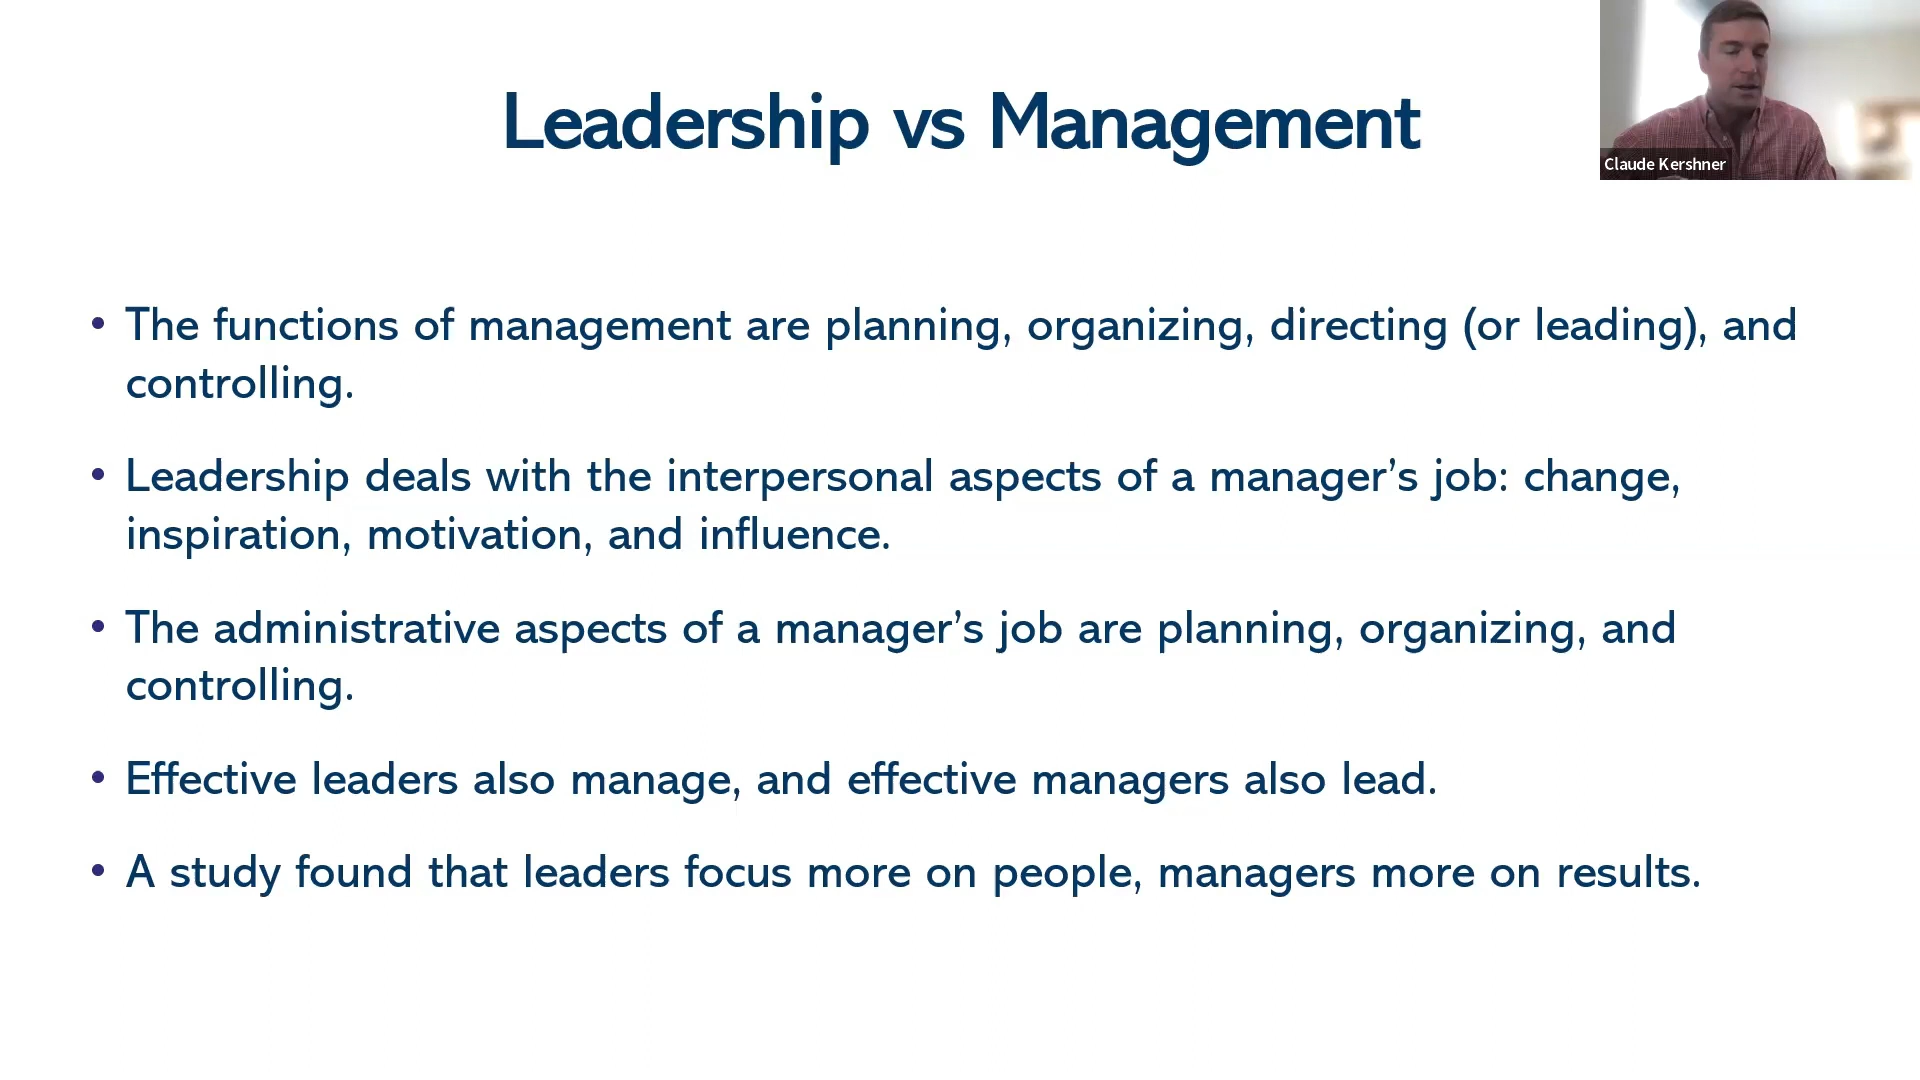 Leadership vs Management
Claude Kershner
• The functions of management are planning, organizing, directing (or leading), and
controlling.
• Leadership deals with the interpersonal aspects of a manager’s job: change,
inspiration, motivation, and influence.
• The administrative aspects of a manager’s job are planning, organizing, and
controlling.
• Effective leaders also manage, and effective managers also lead.
• A study found that leaders focus more on people, managers more on results.